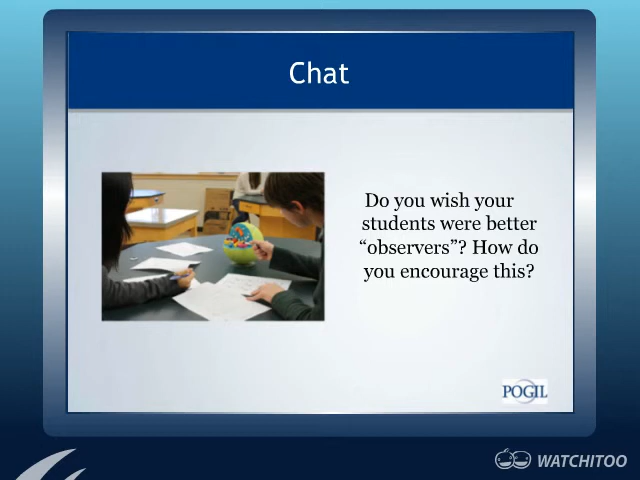 Chat
Do you wish your
students were better
“observers”? How do
you encourage this?
POGIL
WATCHITOO